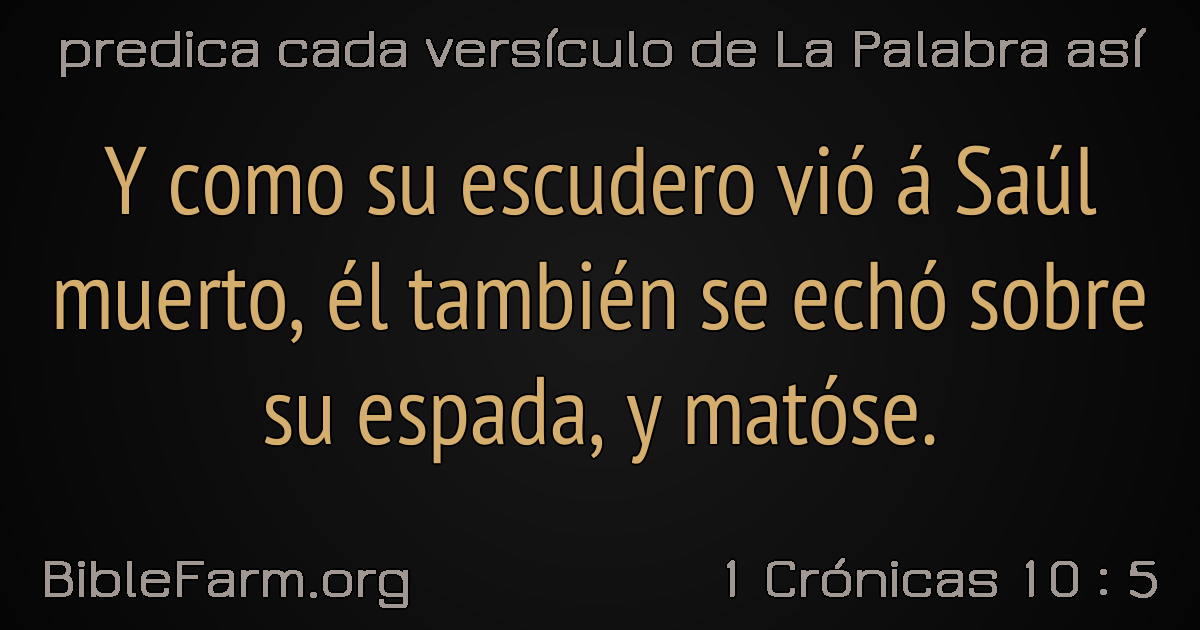 predica cada versículo de La Palabra así
Y como su escudero vió á Saúl
muerto, él también se echó sobre
su espada, y matóse.
BibleFarm.org
1 Crónicas 10 : 5